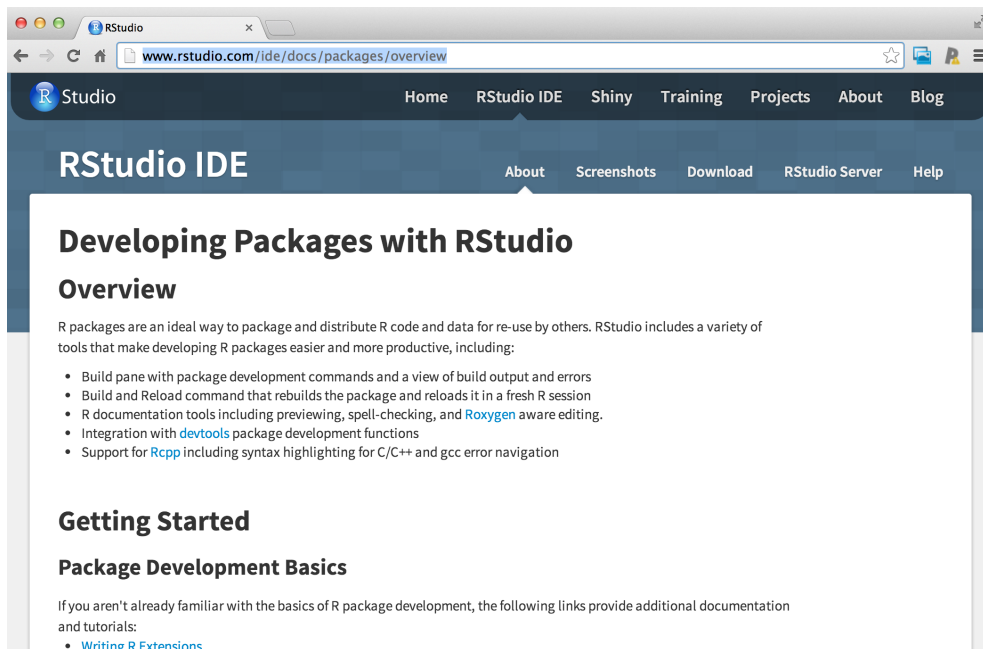 RStudio
www.rstudio.com/ide/docs/packages/overview
R Studio
Home RStudio IDE Shiny Training Projects About Blog
RStudio IDE
About Screenshots Download RStudio Server Help
Developing Packages with RStudio
Overview
R packages are an ideal way to package and distribute R code and data for re-use by others. RStudio includes a variety of
tools that make developing R packages easier and more productive, including:
• Build pane with package development commands and a view of build output and errors
• Build and Reload command that rebuilds the package and reloads it in a fresh R session
• R documentation tools including previewing, spell-checking, and Roxygen aware editing.
• Integration with devtools package development functions
• Support for Rcpp including syntax highlighting for C/C++ and gcc error navigation
Getting Started
Package Development Basics
If you aren't already familiar with the basics of R package development, the following links provide additional documentation
and tutorials:
• Writing R Extensions